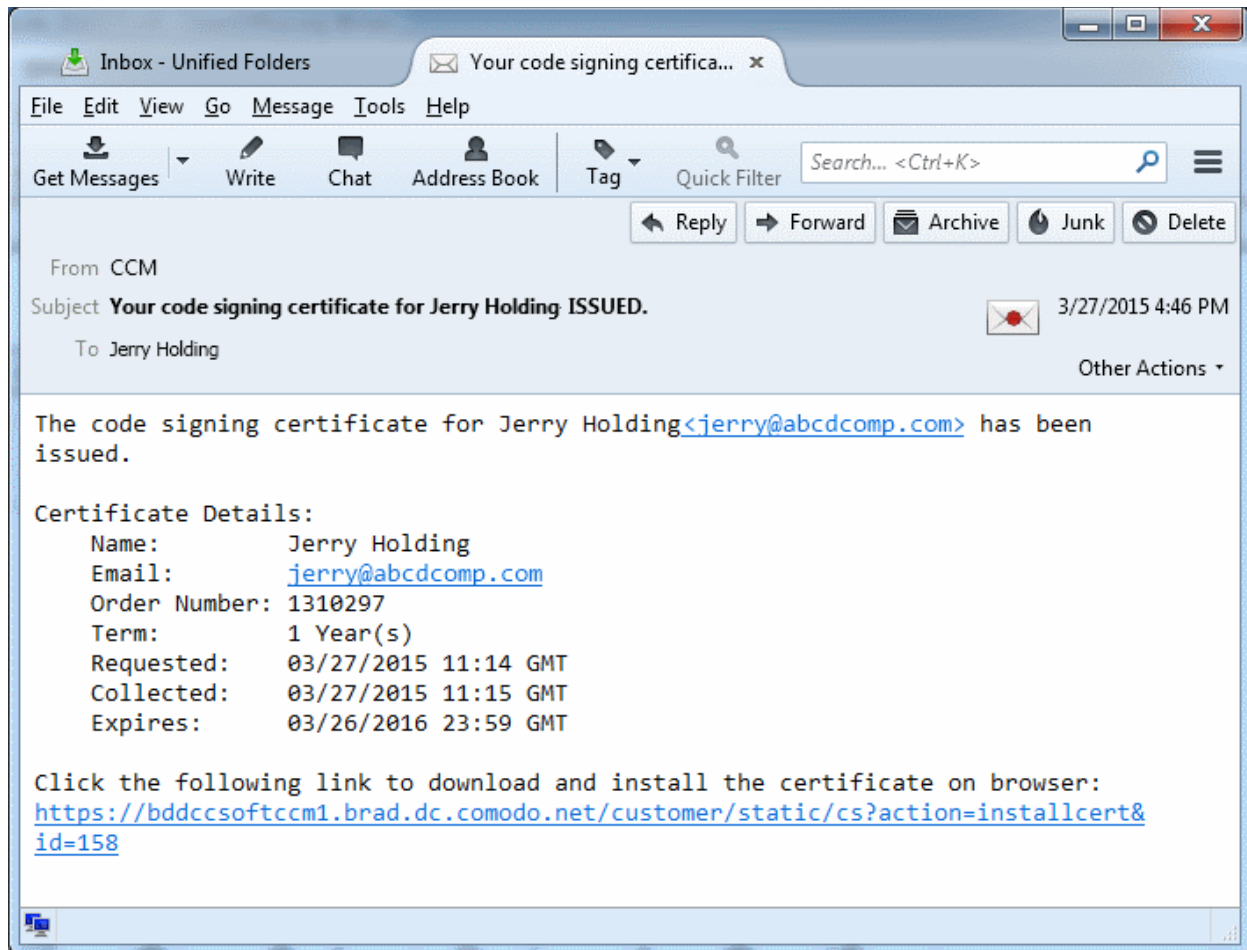 Inbox - Unified Folders
Your code signing certifica...
File Edit View Go Message Tools Help
Get Messages Write Chat Address Book Tag Quick Filter Search... <Ctrl+K>
Reply Forward Archive Junk Delete
From CCM
Subject Your code signing certificate for Jerry Holding ISSUED.
3/27/2015 4:46 PM
To Jerry Holding
Other Actions
The code signing certificate for Jerry Holding<jerry@abcdcomp.com> has been
issued.
Certificate Details:
Name: Jerry Holding
Email: jerry@abcdcomp.com
Order Number: 1310297
Term: 1 Year(s)
Requested: 03/27/2015 11:14 GMT
Collected: 03/27/2015 11:15 GMT
Expires: 03/26/2016 23:59 GMT
Click the following link to download and install the certificate on browser:
https://bddccsoftccm1.brad.dc.comodo.net/customer/static/cs?action=installcert&
id=158